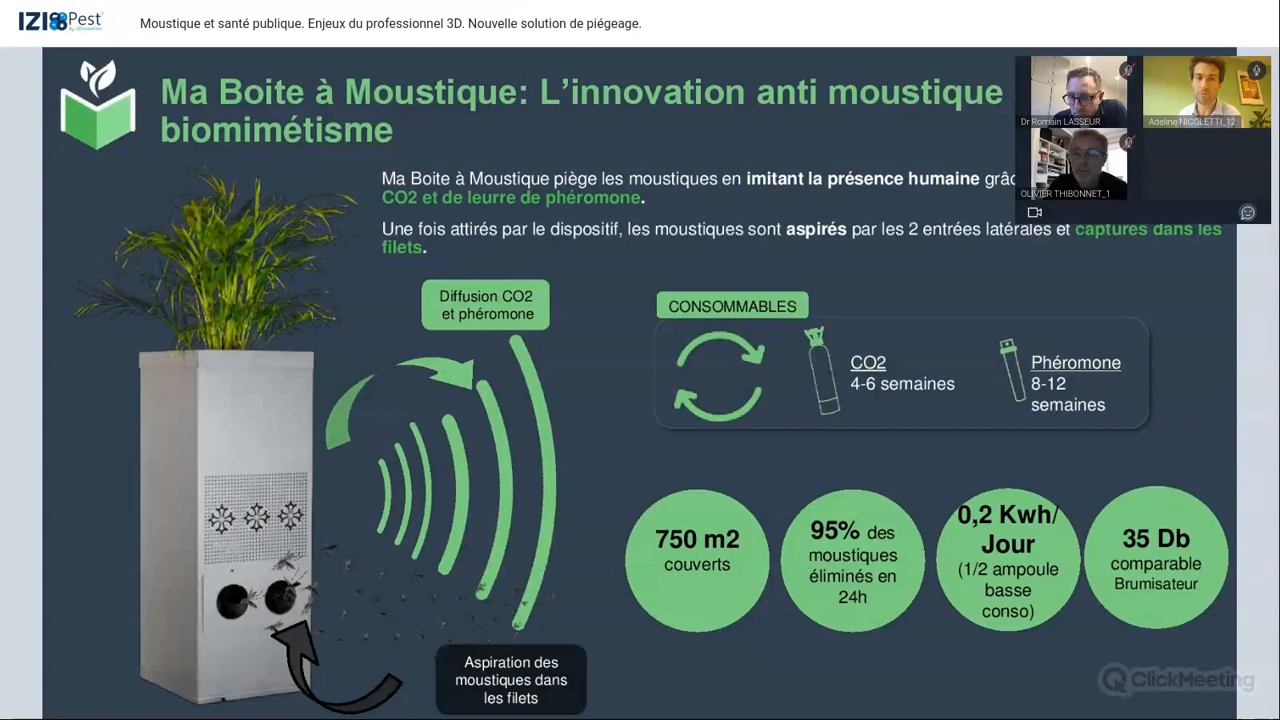 IZI Pest
Moustique et santé publique. Enjeux du professionnel 3D. Nouvelle solution de piégeage.
Ma Boite à Moustique: L’innovation anti moustique
biomimétisme
Dr Romain LASSEUR
Adeline NICOLETTI_12
OLIVIER THIBONNET_1
Ma Boite à Moustique piège les moustiques en imitant la présence humaine grâc
CO2 et de leurre de phéromone.
Une fois attirés par le dispositif, les moustiques sont aspirés par les 2 entrées latérales et capturés dans les
filets.
Diffusion CO2
et phéromone
CONSOMMABLES
CO2
4-6 semaines
Phéromone
8-12
semaines
750 m2
couverts
95% des
moustiques
éliminés en
24h
0,2 Kwh/
Jour
(1/2 ampoule
basse
conso)
35 Db
comparable
Brumisateur
Aspiration des
moustiques dans
les filets
ClickMeeting